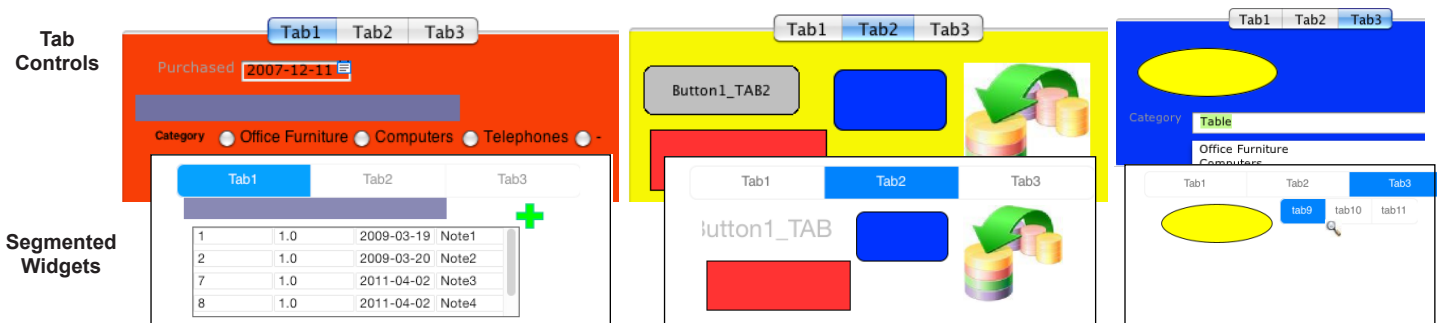 Tab
Controls
Tab1 Tab2 Tab3
Purchased 2007-12-11
Category Office Furniture Computers Telephones -
Tab1 Tab2 Tab3
Button1_TAB2
Tab1 Tab2 Tab3
Category Table
Office Furniture
Computers
Segmented
Widgets
Tab1 Tab2 Tab3
1 1.0 2009-03-19 Note1
2 1.0 2009-03-20 Note2
7 1.0 2011-04-02 Note3
8 1.0 2011-04-02 Note4
Tab1 Tab2 Tab3
utton1_TAB
Tab1 Tab2 Tab3
tab9 tab10 tab11